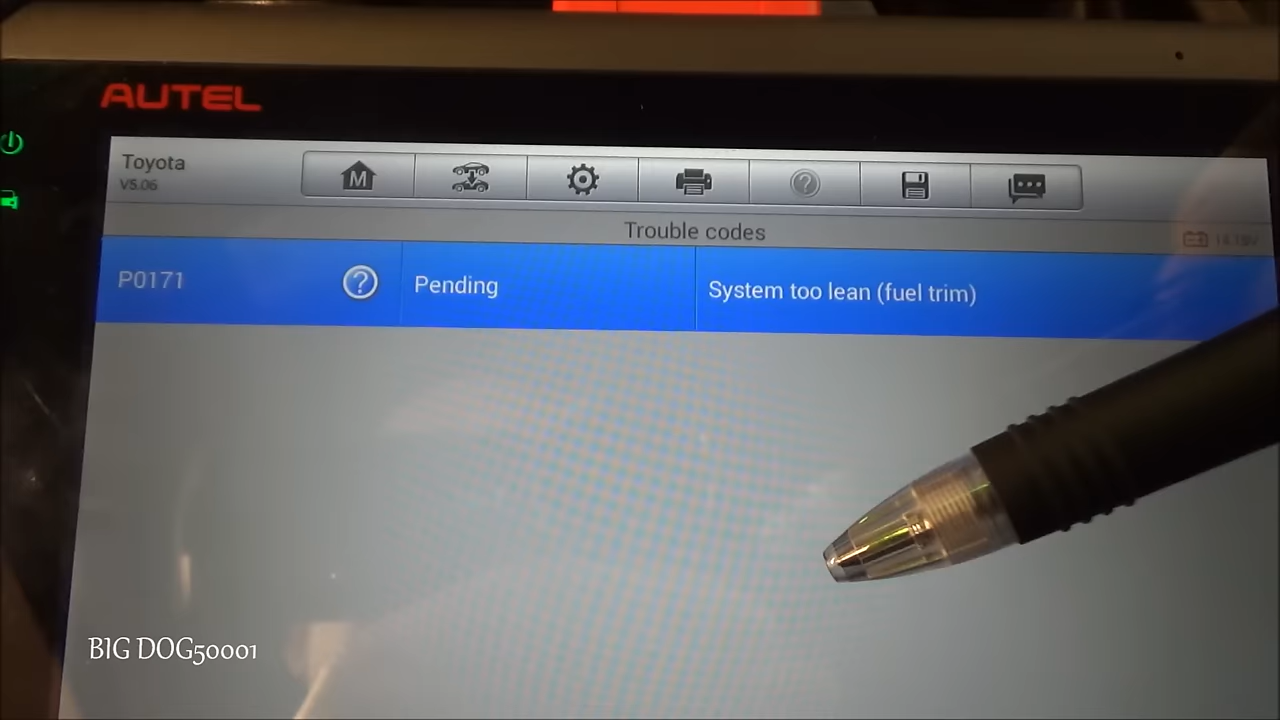 AUTEL
Toyota
V5.06
M
Trouble codes
P0171
Pending
System too lean (fuel trim)
BIG DOG50001